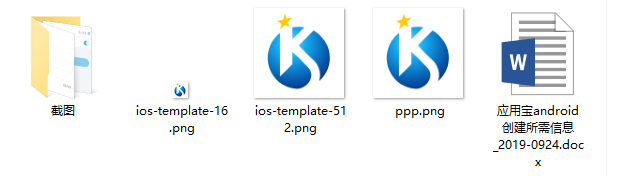 截图
ios-template-16
.png
ios-template-51
2.png
ppp.png
应用宝android
创建所需信息
_2019-0924.doc
x